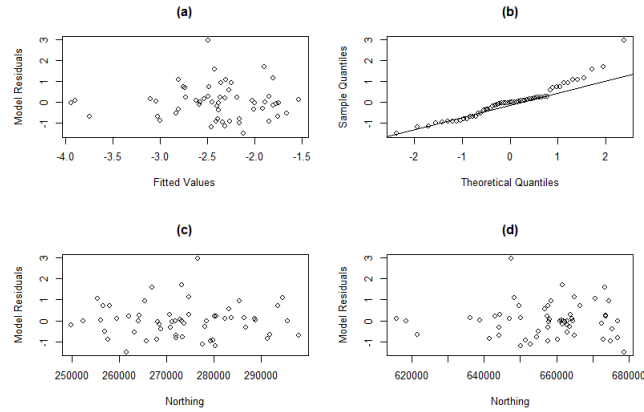 (a)
Model Residuals
3
2
1
0
-1
-4.0 -3.5 -3.0 -2.5 -2.0 -1.5
Fitted Values
(b)
Sample Quantiles
3
2
1
0
-1
-2 -1 0 1 2
Theoretical Quantiles
(c)
Model Residuals
3
2
1
0
-1
250000 260000 270000 280000 290000
Northing
(d)
Model Residuals
3
2
1
0
-1
620000 640000 660000 680000
Northing